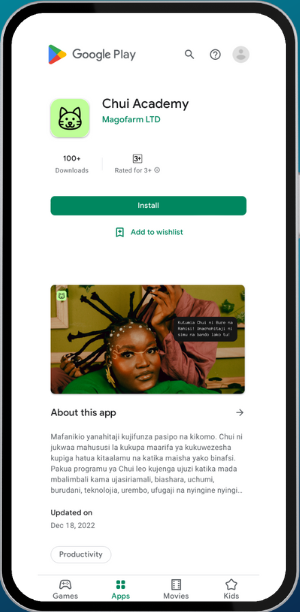 Google Play
Chui Academy
Magofarm LTD
100+
3+
Downloads
Rated for 3+
Install
Add to wishlist
Kutumia Chui ni bure na
rahisi! Unachohitaji ni
simu na bando lako tu!
About this app
Mafanikio yanahitaji kujifunza pasipo na kikomo. Chui ni
jukwaa mahususi la kukupa maarifa ya kukuwezesha
kupiga hatua kitaalamu na katika maisha yako binafsi.
Pakua programu ya Chui leo kujenga ujuzi katika mada
mbalimbali kama ujasiriamali, biashara, uchumi,
burudani, teknolojia, urembo, ufugaji na nyingine nyingi...
Updated on
Dec 18, 2022
Productivity
Games
Apps
Movies
Kids